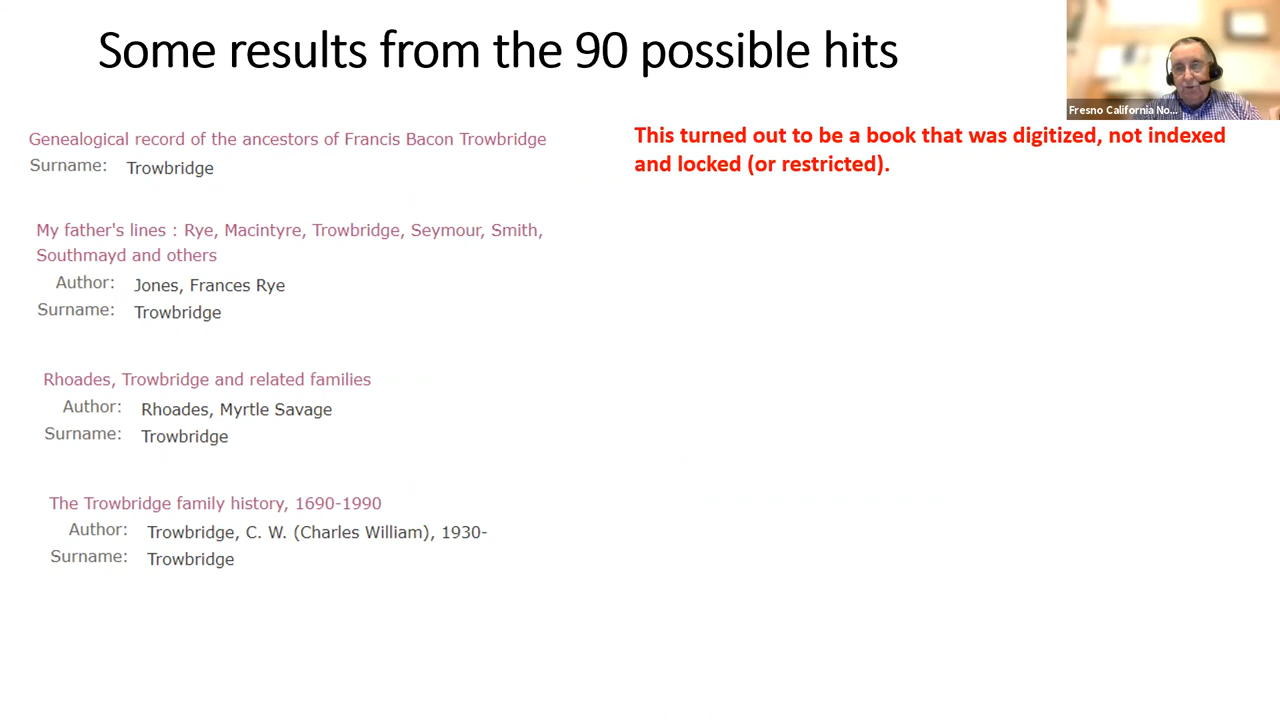 Some results from the 90 possible hits
Fresno California No...
Genealogical record of the ancestors of Francis Bacon Trowbridge
Surname: Trowbridge
This turned out to be a book that was digitized, not indexed
and locked (or restricted).
My father's lines : Rye, Macintyre, Trowbridge, Seymour, Smith,
Southmayd and others
Author: Jones, Frances Rye
Surname: Trowbridge
Rhoades, Trowbridge and related families
Author: Rhoades, Myrtle Savage
Surname: Trowbridge
The Trowbridge family history, 1690-1990
Author: Trowbridge, C. W. (Charles William), 1930-
Surname: Trowbridge